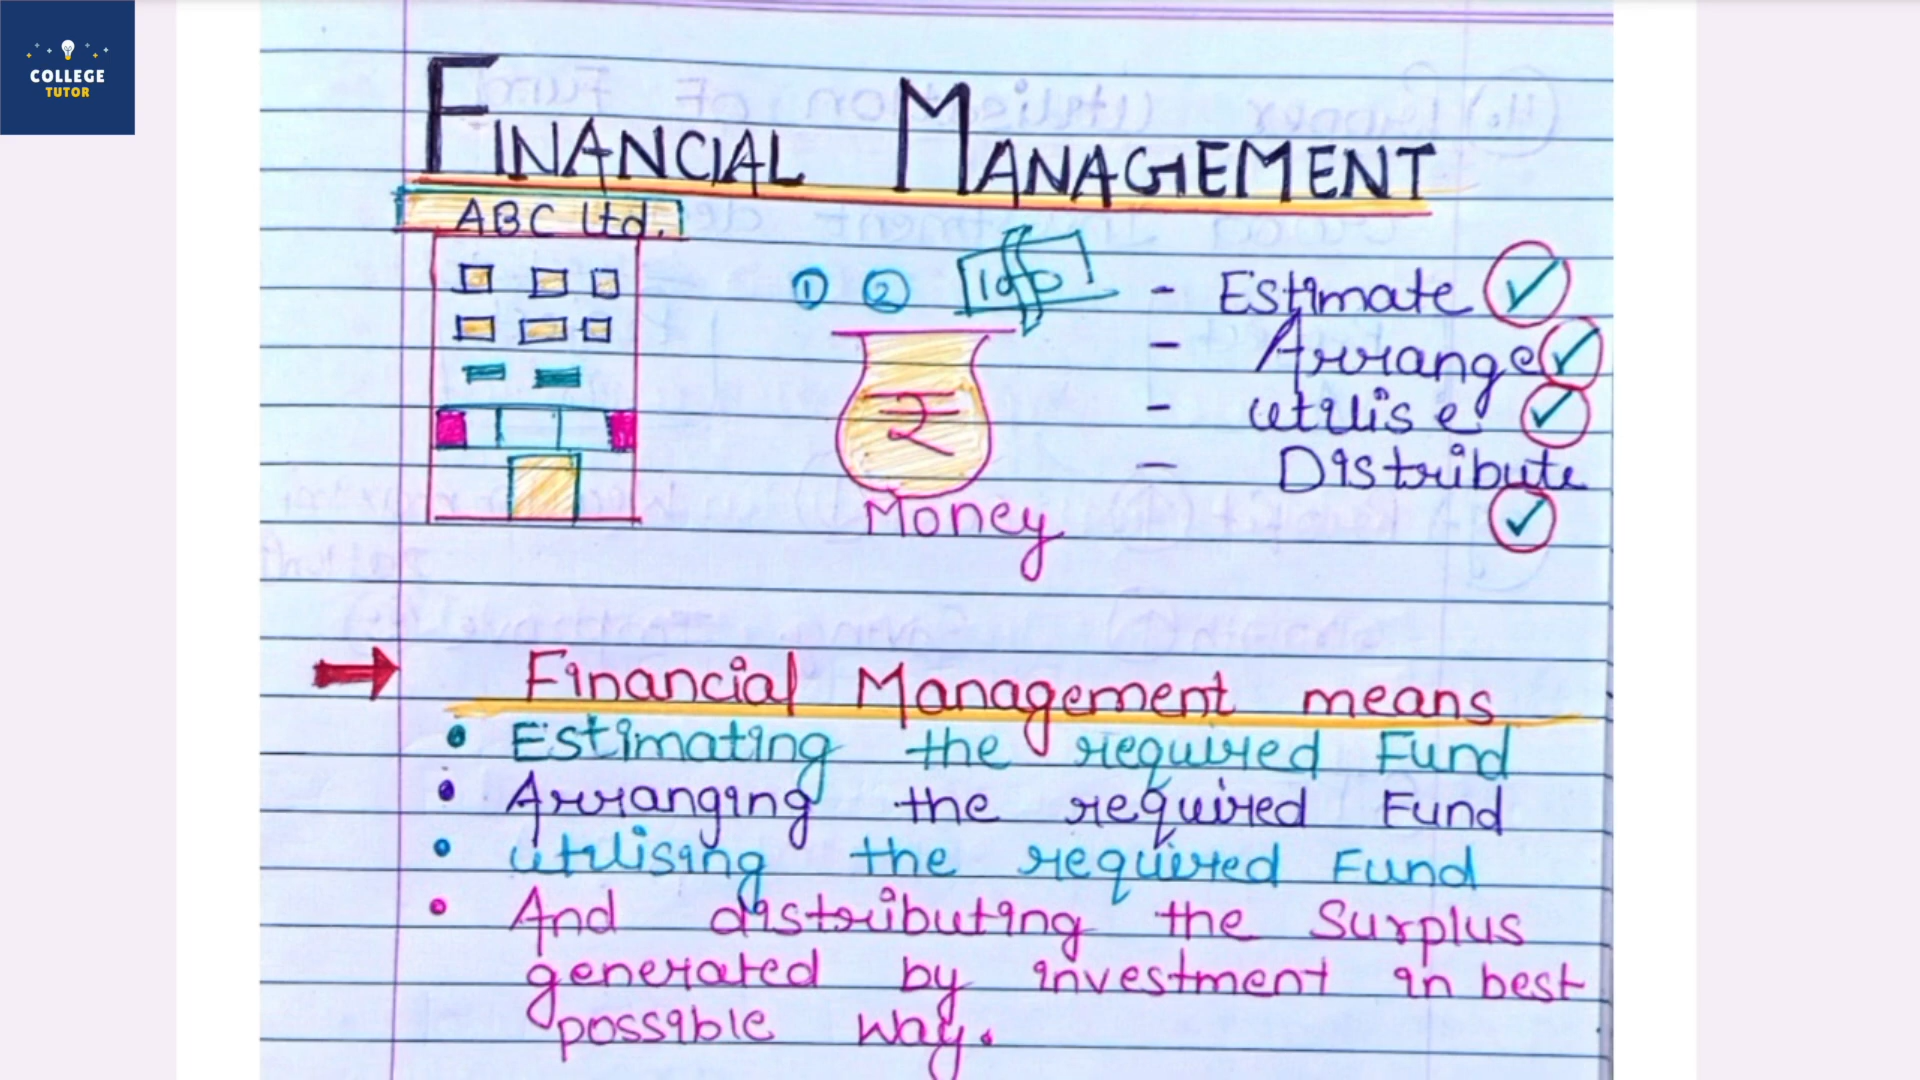 COLLEGE
TUTOR
FINANCIAL MANAGEMENT
ABC Ltd.
1 2 100
- Estimate
- Arrange
- utilise
- Distribute
₹
Money
Financial Management means
• Estimating the required Fund
• Arranging the required Fund
• utilising the required Fund
• And distributing the Surplus
generated by investment in best
possible way.